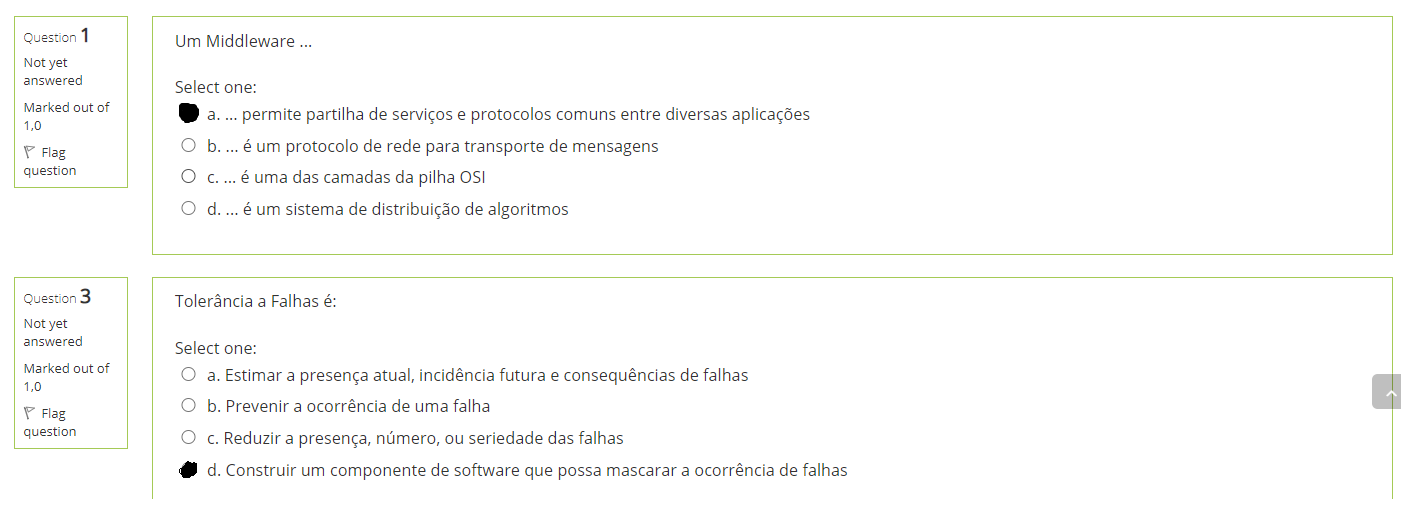 Question 1
Not yet
answered
Marked out of
1,0
Flag
question
Um Middleware ...
Select one:
a. ... permite partilha de serviços e protocolos comuns entre diversas aplicações
b. ... é um protocolo de rede para transporte de mensagens
c. ... é uma das camadas da pilha OSI
d. ... é um sistema de distribuição de algoritmos
Question 3
Not yet
answered
Marked out of
1,0
Flag
question
Tolerância a Falhas é:
Select one:
a. Estimar a presença atual, incidência futura e consequências de falhas
b. Prevenir a ocorrência de uma falha
c. Reduzir a presença, número, ou seriedade das falhas
d. Construir um componente de software que possa mascarar a ocorrência de falhas